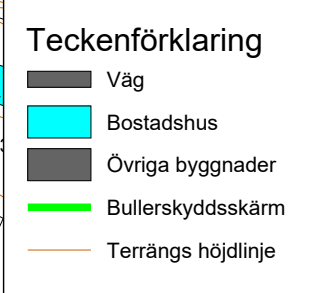 Teckenförklaring
Väg
Bostadshus
Övriga byggnader
Bullerskyddsskärm
Terrängs höjdlinje